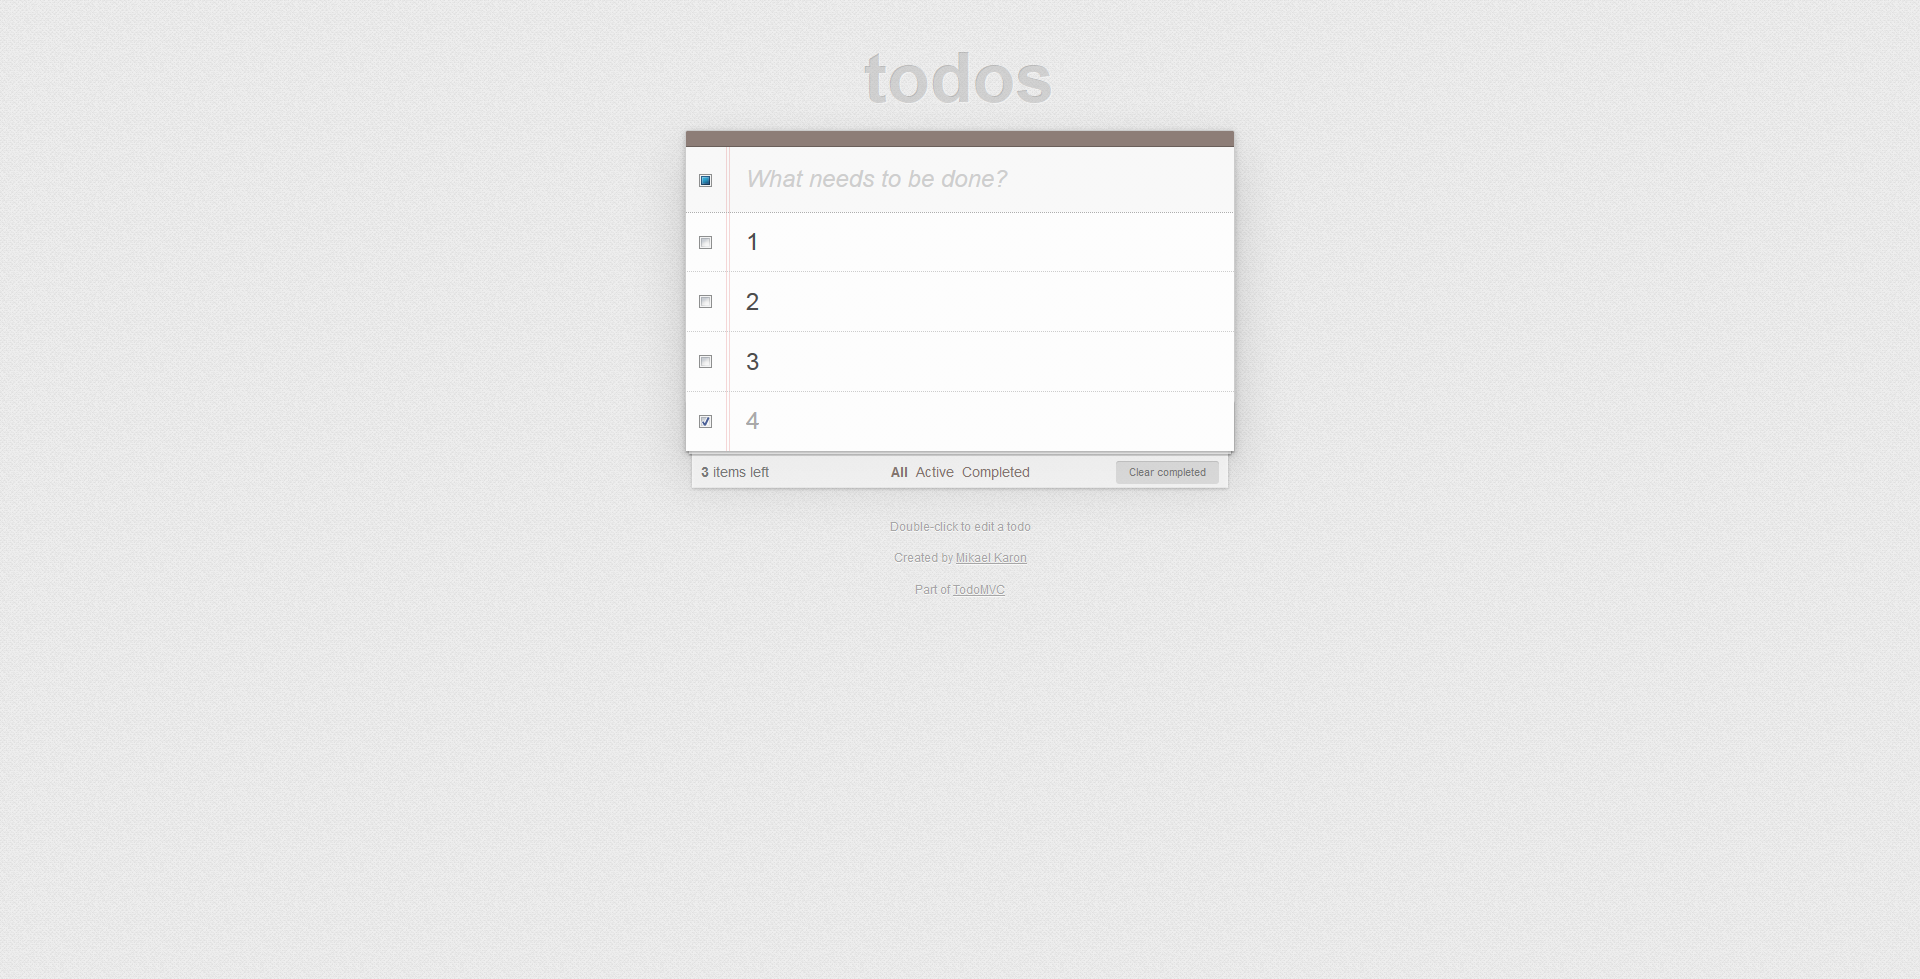 todos
What needs to be done?
1
2
3
4
3 items left All Active Completed Clear completed
Double-click to edit a todo
Created by Mikael Karon
Part of TodoMVC